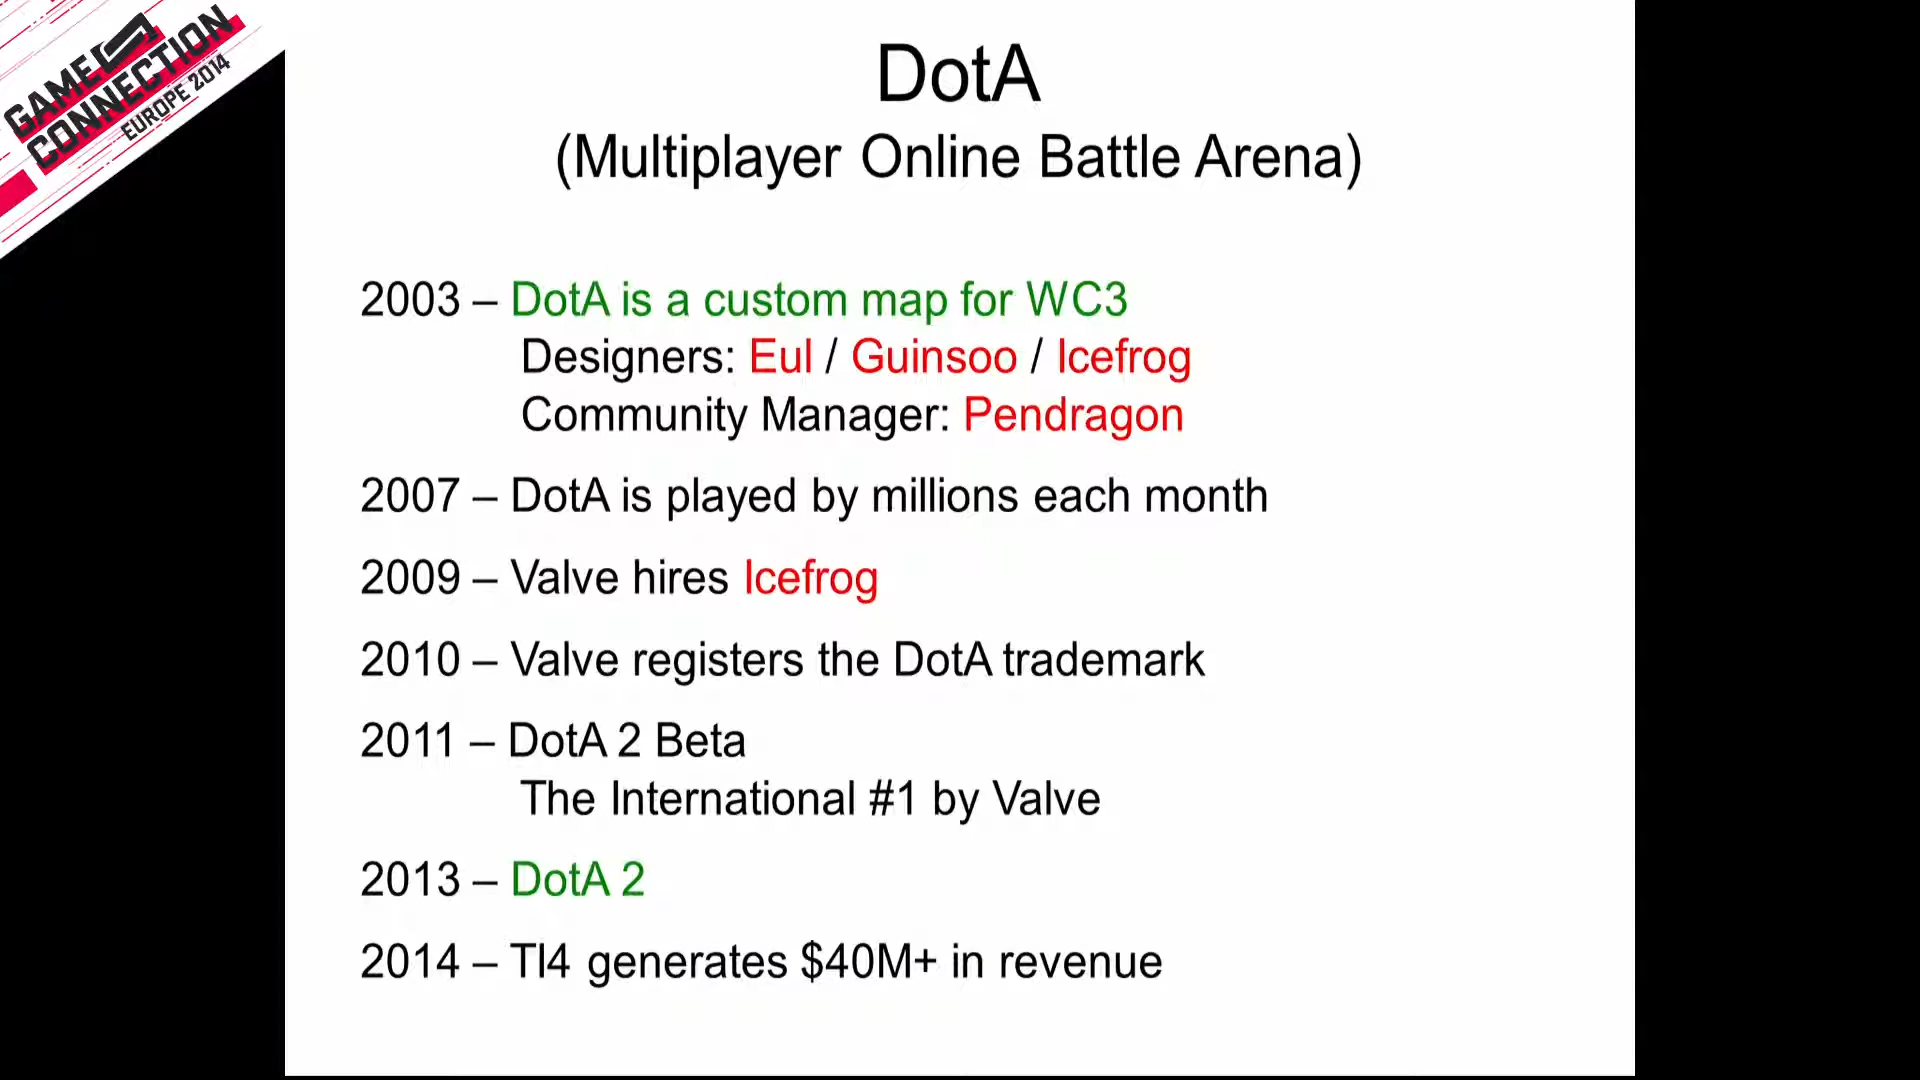 GAME
CONNECTION
EUROPE 2014
DotA
(Multiplayer Online Battle Arena)
2003 – DotA is a custom map for WC3
Designers: Eul / Guinsoo / Icefrog
Community Manager: Pendragon
2007 – DotA is played by millions each month
2009 – Valve hires Icefrog
2010 – Valve registers the DotA trademark
2011 – DotA 2 Beta
The International #1 by Valve
2013 – DotA 2
2014 – TI4 generates $40M+ in revenue